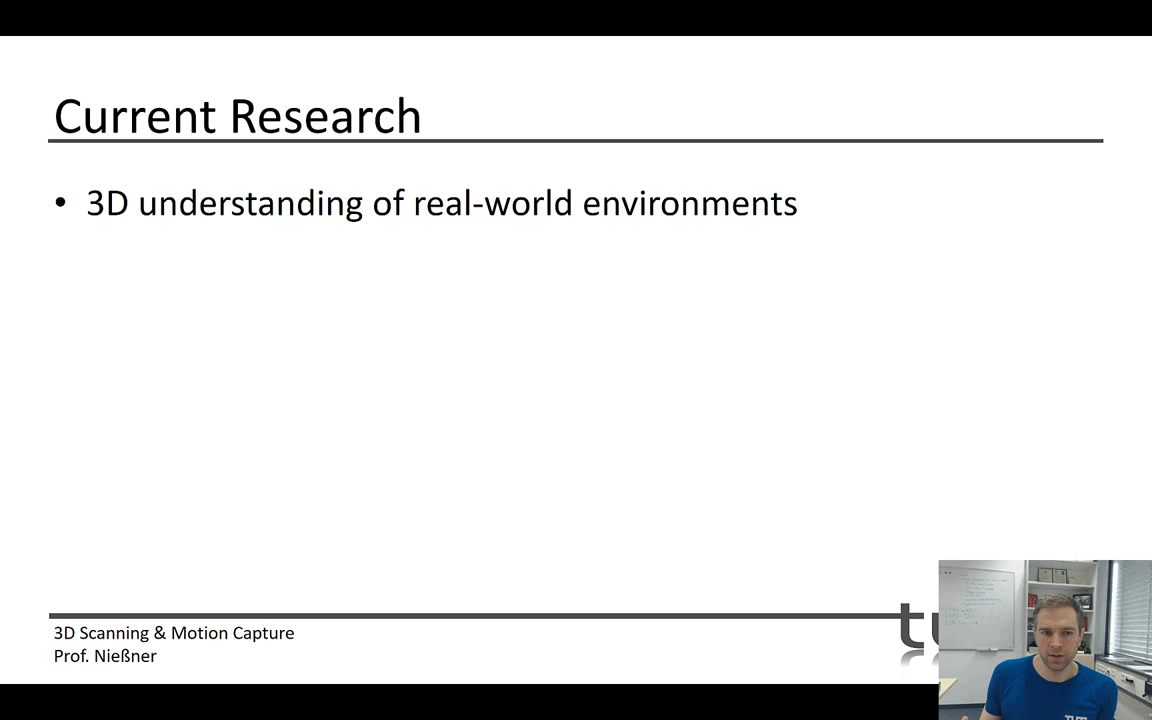 Current Research
• 3D understanding of real-world environments
3D Scanning & Motion Capture
Prof. Nießner